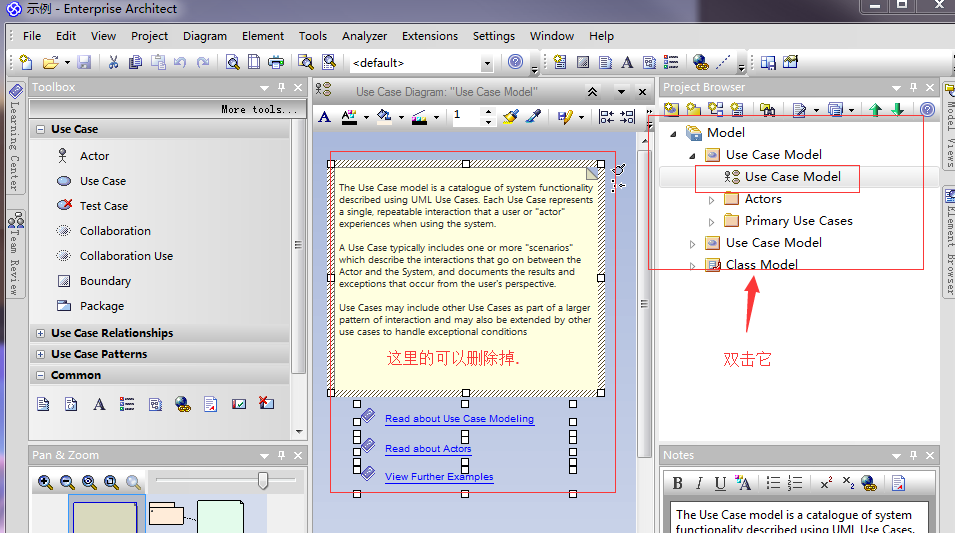 示例 - Enterprise Architect
File Edit View Project Diagram Element Tools Analyzer Extensions Settings Window Help
<default>
Learning Center
Team Review
Toolbox
More tools...
Use Case
Actor
Use Case
Test Case
Collaboration
Collaboration Use
Boundary
Package
Use Case Relationships
Use Case Patterns
Common
Pan & Zoom
Use Case Diagram: "Use Case Model"
1
The Use Case model is a catalogue of system functionality
described using UML Use Cases. Each Use Case represents
a single, repeatable interaction that a user or "actor"
experiences when using the system.
A Use Case typically includes one or more "scenarios"
which describe the interactions that go on between the
Actor and the System, and documents the results and
exceptions that occur from the user's perspective.
Use Cases may include other Use Cases as part of a larger
pattern of interaction and may also be extended by other
use cases to handle exceptional conditions
这里的可以删除掉.
Read about Use Case Modeling
Read about Actors
View Further Examples
Project Browser
Model
Use Case Model
Use Case Model
Actors
Primary Use Cases
Use Case Model
Class Model
双击它
Notes
B I U A
The Use Case model is a catalogue of system
functionality described using UML Use Cases.
Model Views
Element Browser